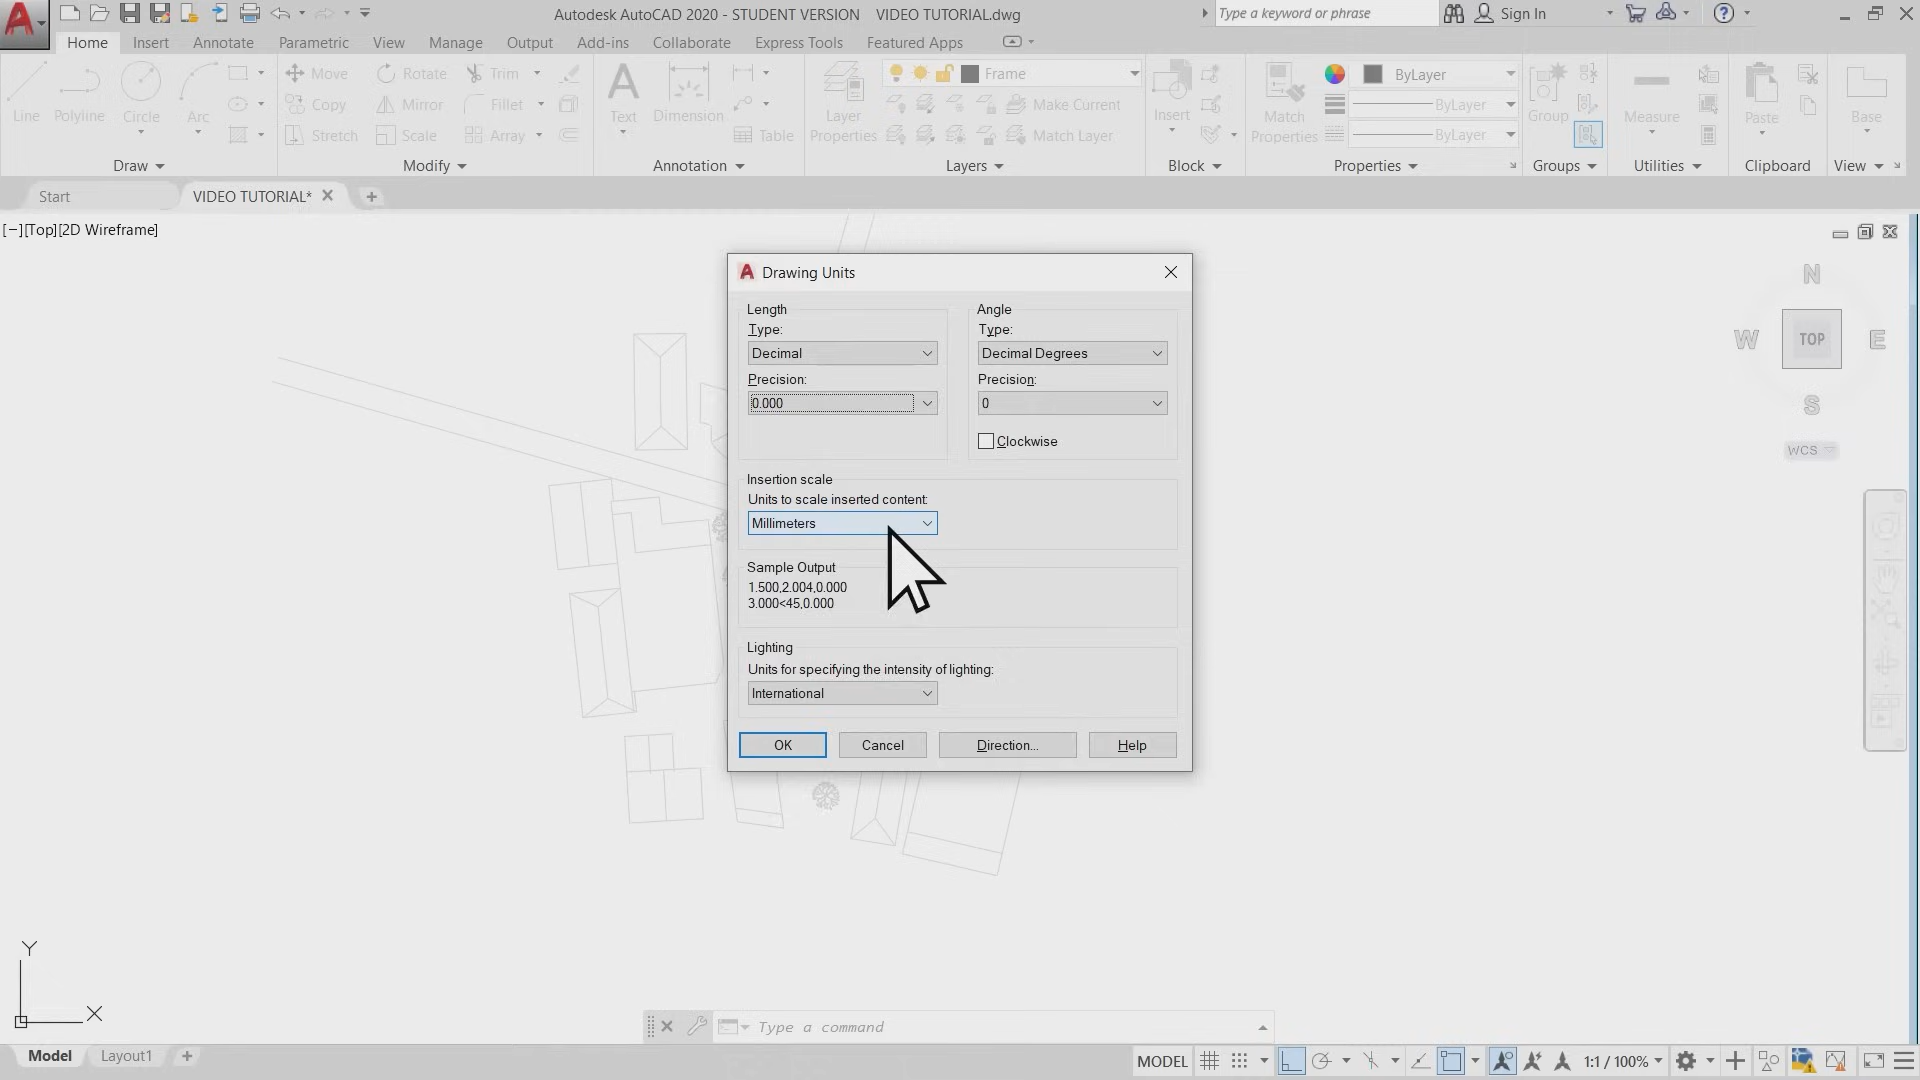 Autodesk AutoCAD 2020 - STUDENT VERSION VIDEO TUTORIAL.dwg
Type a keyword or phrase
Sign In
Home Insert Annotate Parametric View Manage Output Add-ins Collaborate Express Tools Featured Apps
Line Polyline Circle Arc
Move Rotate Trim
Copy Mirror Fillet
Stretch Scale Array
Text Dimension
Table
Layer Properties
Frame
Make Current
Match Layer
Insert
Match Properties
ByLayer
ByLayer
ByLayer
Group
Measure
Paste
Base
Draw Modify Annotation Layers Block Properties Groups Utilities Clipboard View
Start VIDEO TUTORIAL*
[−][Top][2D Wireframe]
N
W TOP E
S
WCS
Drawing Units
Length
Type:
Decimal
Precision:
0.000
Angle
Type:
Decimal Degrees
Precision:
0
Clockwise
Insertion scale
Units to scale inserted content:
Millimeters
Sample Output
1.500,2.004,0.000
3.000<45,0.000
Lighting
Units for specifying the intensity of lighting:
International
OK Cancel Direction... Help
Y
X
Type a command
Model Layout1
MODEL 1:1 / 100%